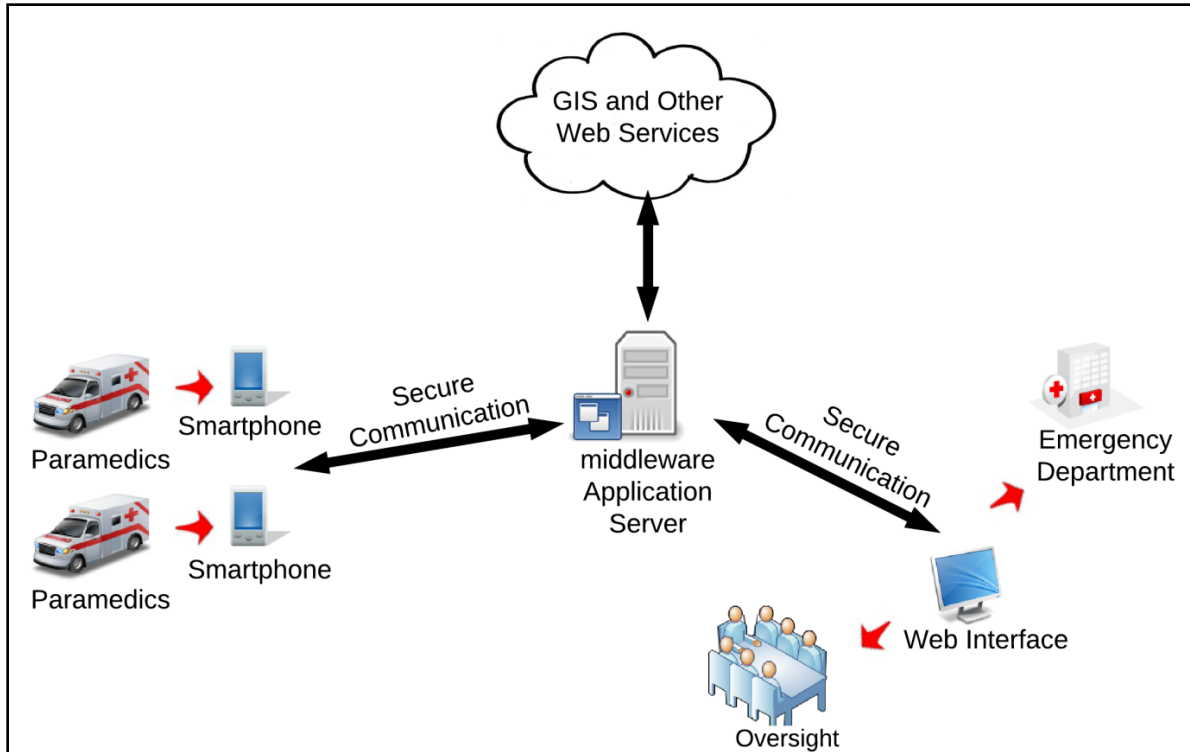 GIS and Other
Web Services
Secure
Communication
Smartphone
Paramedics
Smartphone
Paramedics
middleware
Application
Server
Secure
Communication
Emergency
Department
Web Interface
Oversight